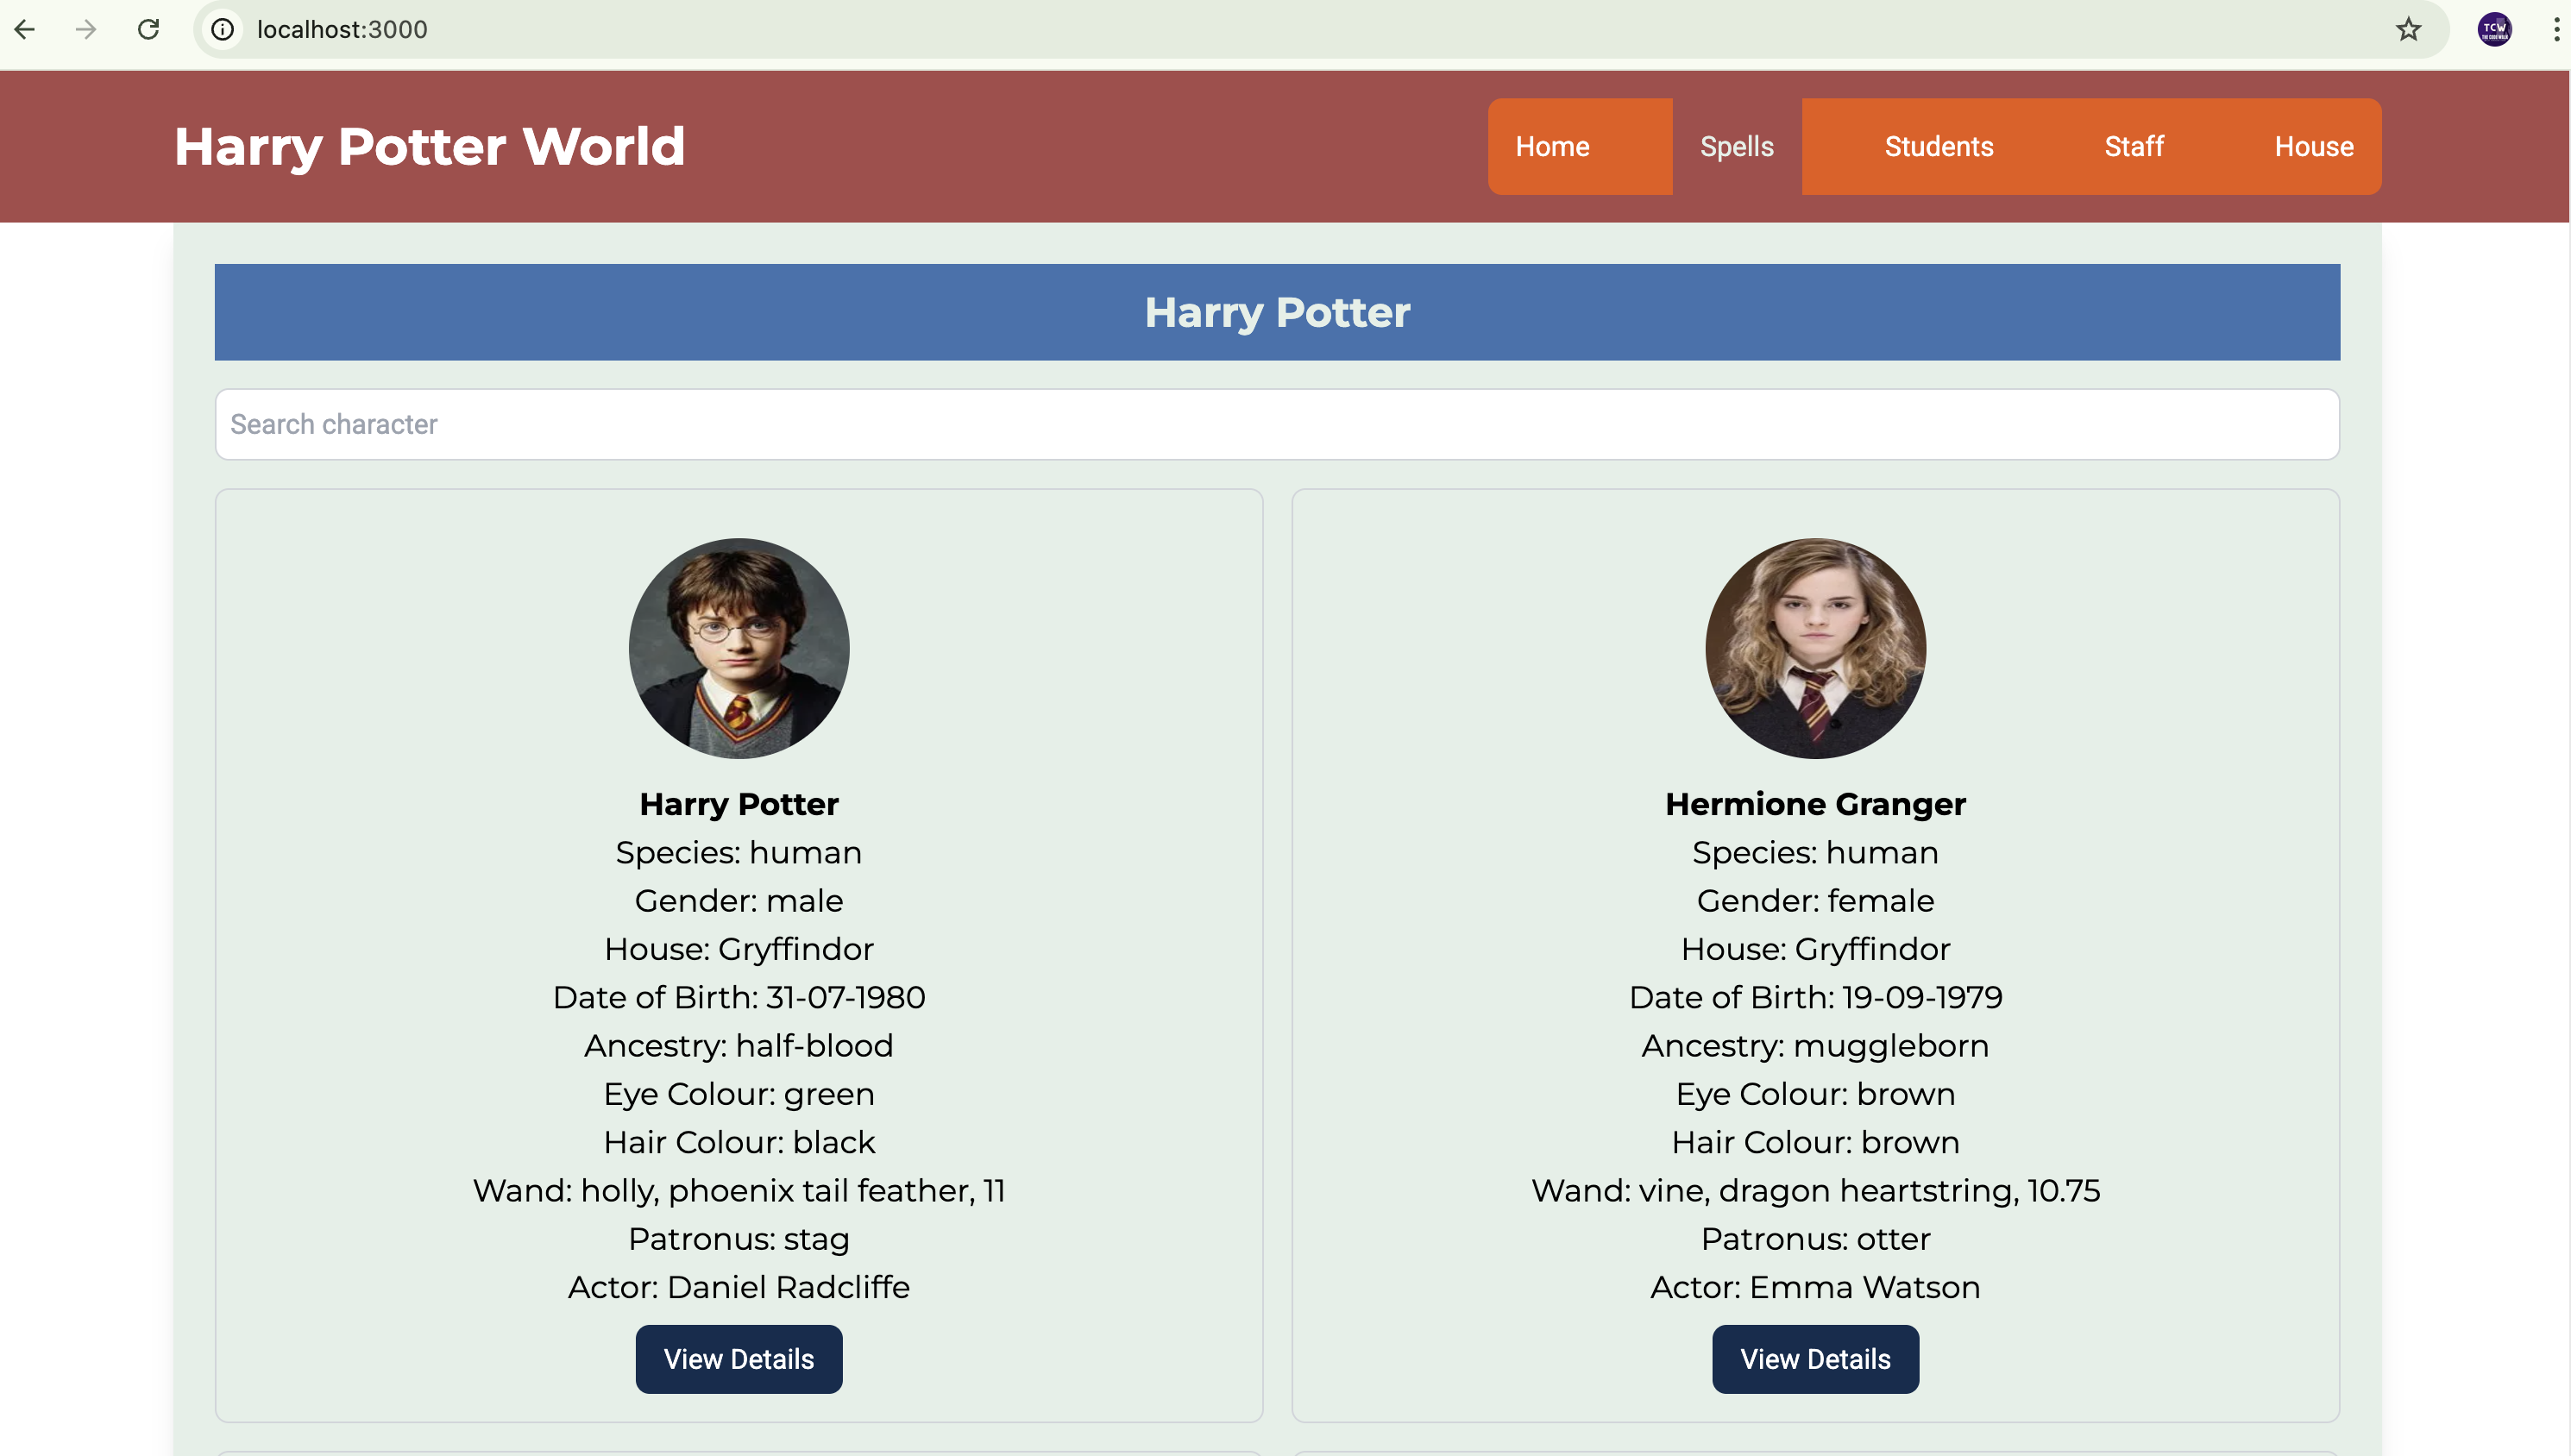 localhost:3000
TCW
THE CODE WALA
Harry Potter World
Home Spells Students Staff House
Harry Potter
Search character
Harry Potter
Species: human
Gender: male
House: Gryffindor
Date of Birth: 31-07-1980
Ancestry: half-blood
Eye Colour: green
Hair Colour: black
Wand: holly, phoenix tail feather, 11
Patronus: stag
Actor: Daniel Radcliffe
View Details
Hermione Granger
Species: human
Gender: female
House: Gryffindor
Date of Birth: 19-09-1979
Ancestry: muggleborn
Eye Colour: brown
Hair Colour: brown
Wand: vine, dragon heartstring, 10.75
Patronus: otter
Actor: Emma Watson
View Details